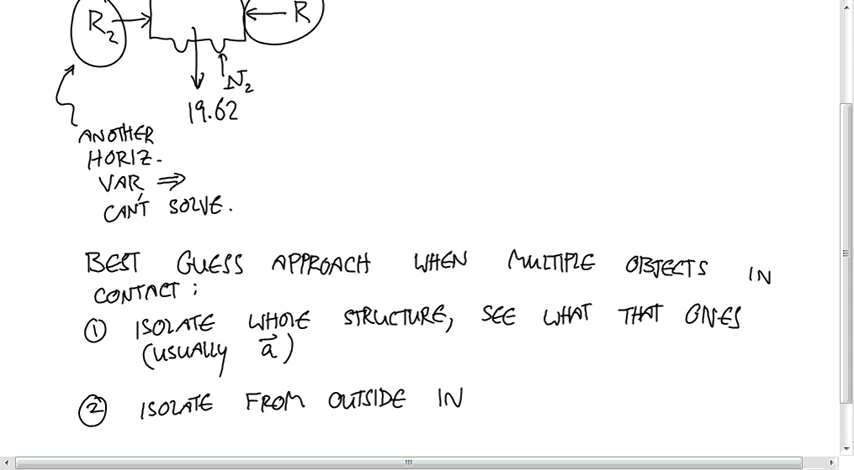 R2
R
N2
19.62
ANOTHER
HORIZ.
VAR ⇒
CAN'T SOLVE.
BEST GUESS APPROACH WHEN MULTIPLE OBJECTS IN
CONTACT:
① ISOLATE WHOLE STRUCTURE, SEE WHAT THAT GIVES
(USUALLY a⃗)
② ISOLATE FROM OUTSIDE IN